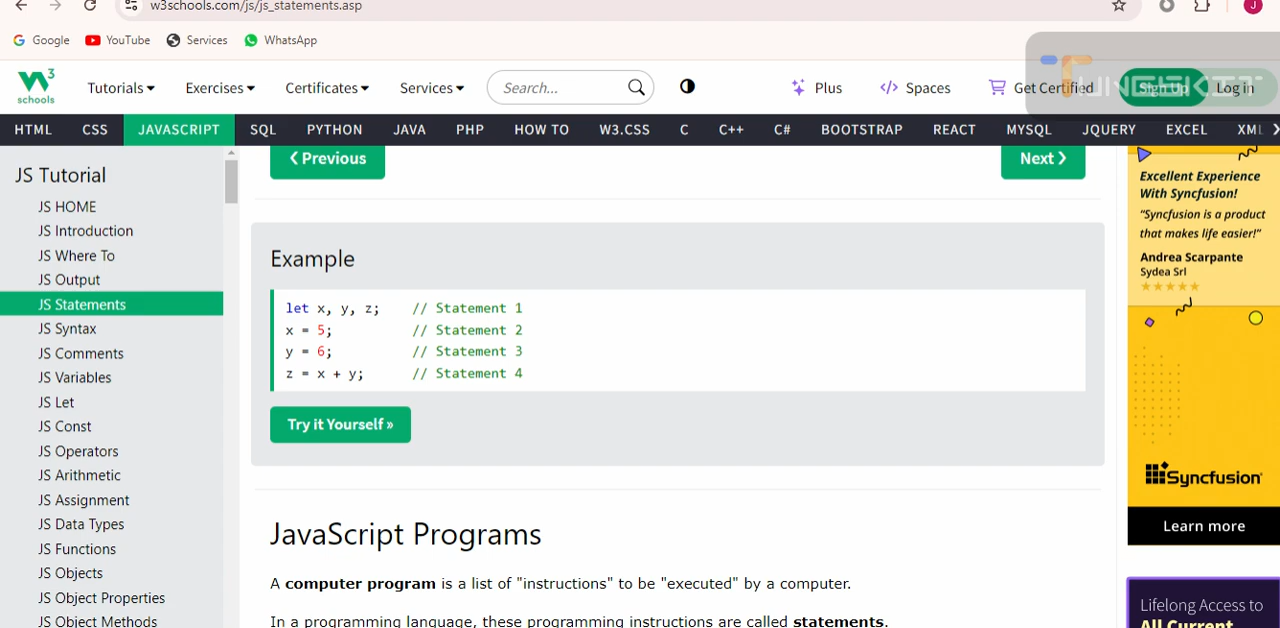 w3schools.com/js/js_statements.asp
J
Google YouTube Services WhatsApp
W3 schools
Tutorials Exercises Certificates Services Search... Plus Spaces Get Certified Sign Up Log in
HTML CSS JAVASCRIPT SQL PYTHON JAVA PHP HOW TO W3.CSS C C++ C# BOOTSTRAP REACT MYSQL JQUERY EXCEL XML
JS Tutorial
JS HOME
JS Introduction
JS Where To
JS Output
JS Statements
JS Syntax
JS Comments
JS Variables
JS Let
JS Const
JS Operators
JS Arithmetic
JS Assignment
JS Data Types
JS Functions
JS Objects
JS Object Properties
JS Object Methods
❮ Previous
Next ❯
Example
let x, y, z;    // Statement 1
x = 5;          // Statement 2
y = 6;          // Statement 3
z = x + y;      // Statement 4
Try it Yourself »
JavaScript Programs
A computer program is a list of "instructions" to be "executed" by a computer.
In a programming language, these programming instructions are called statements.
Excellent Experience
With Syncfusion!
“Syncfusion is a product
that makes life easier!”
Andrea Scarpante
Sydea Srl
Syncfusion
Learn more
Lifelong Access to
All Current